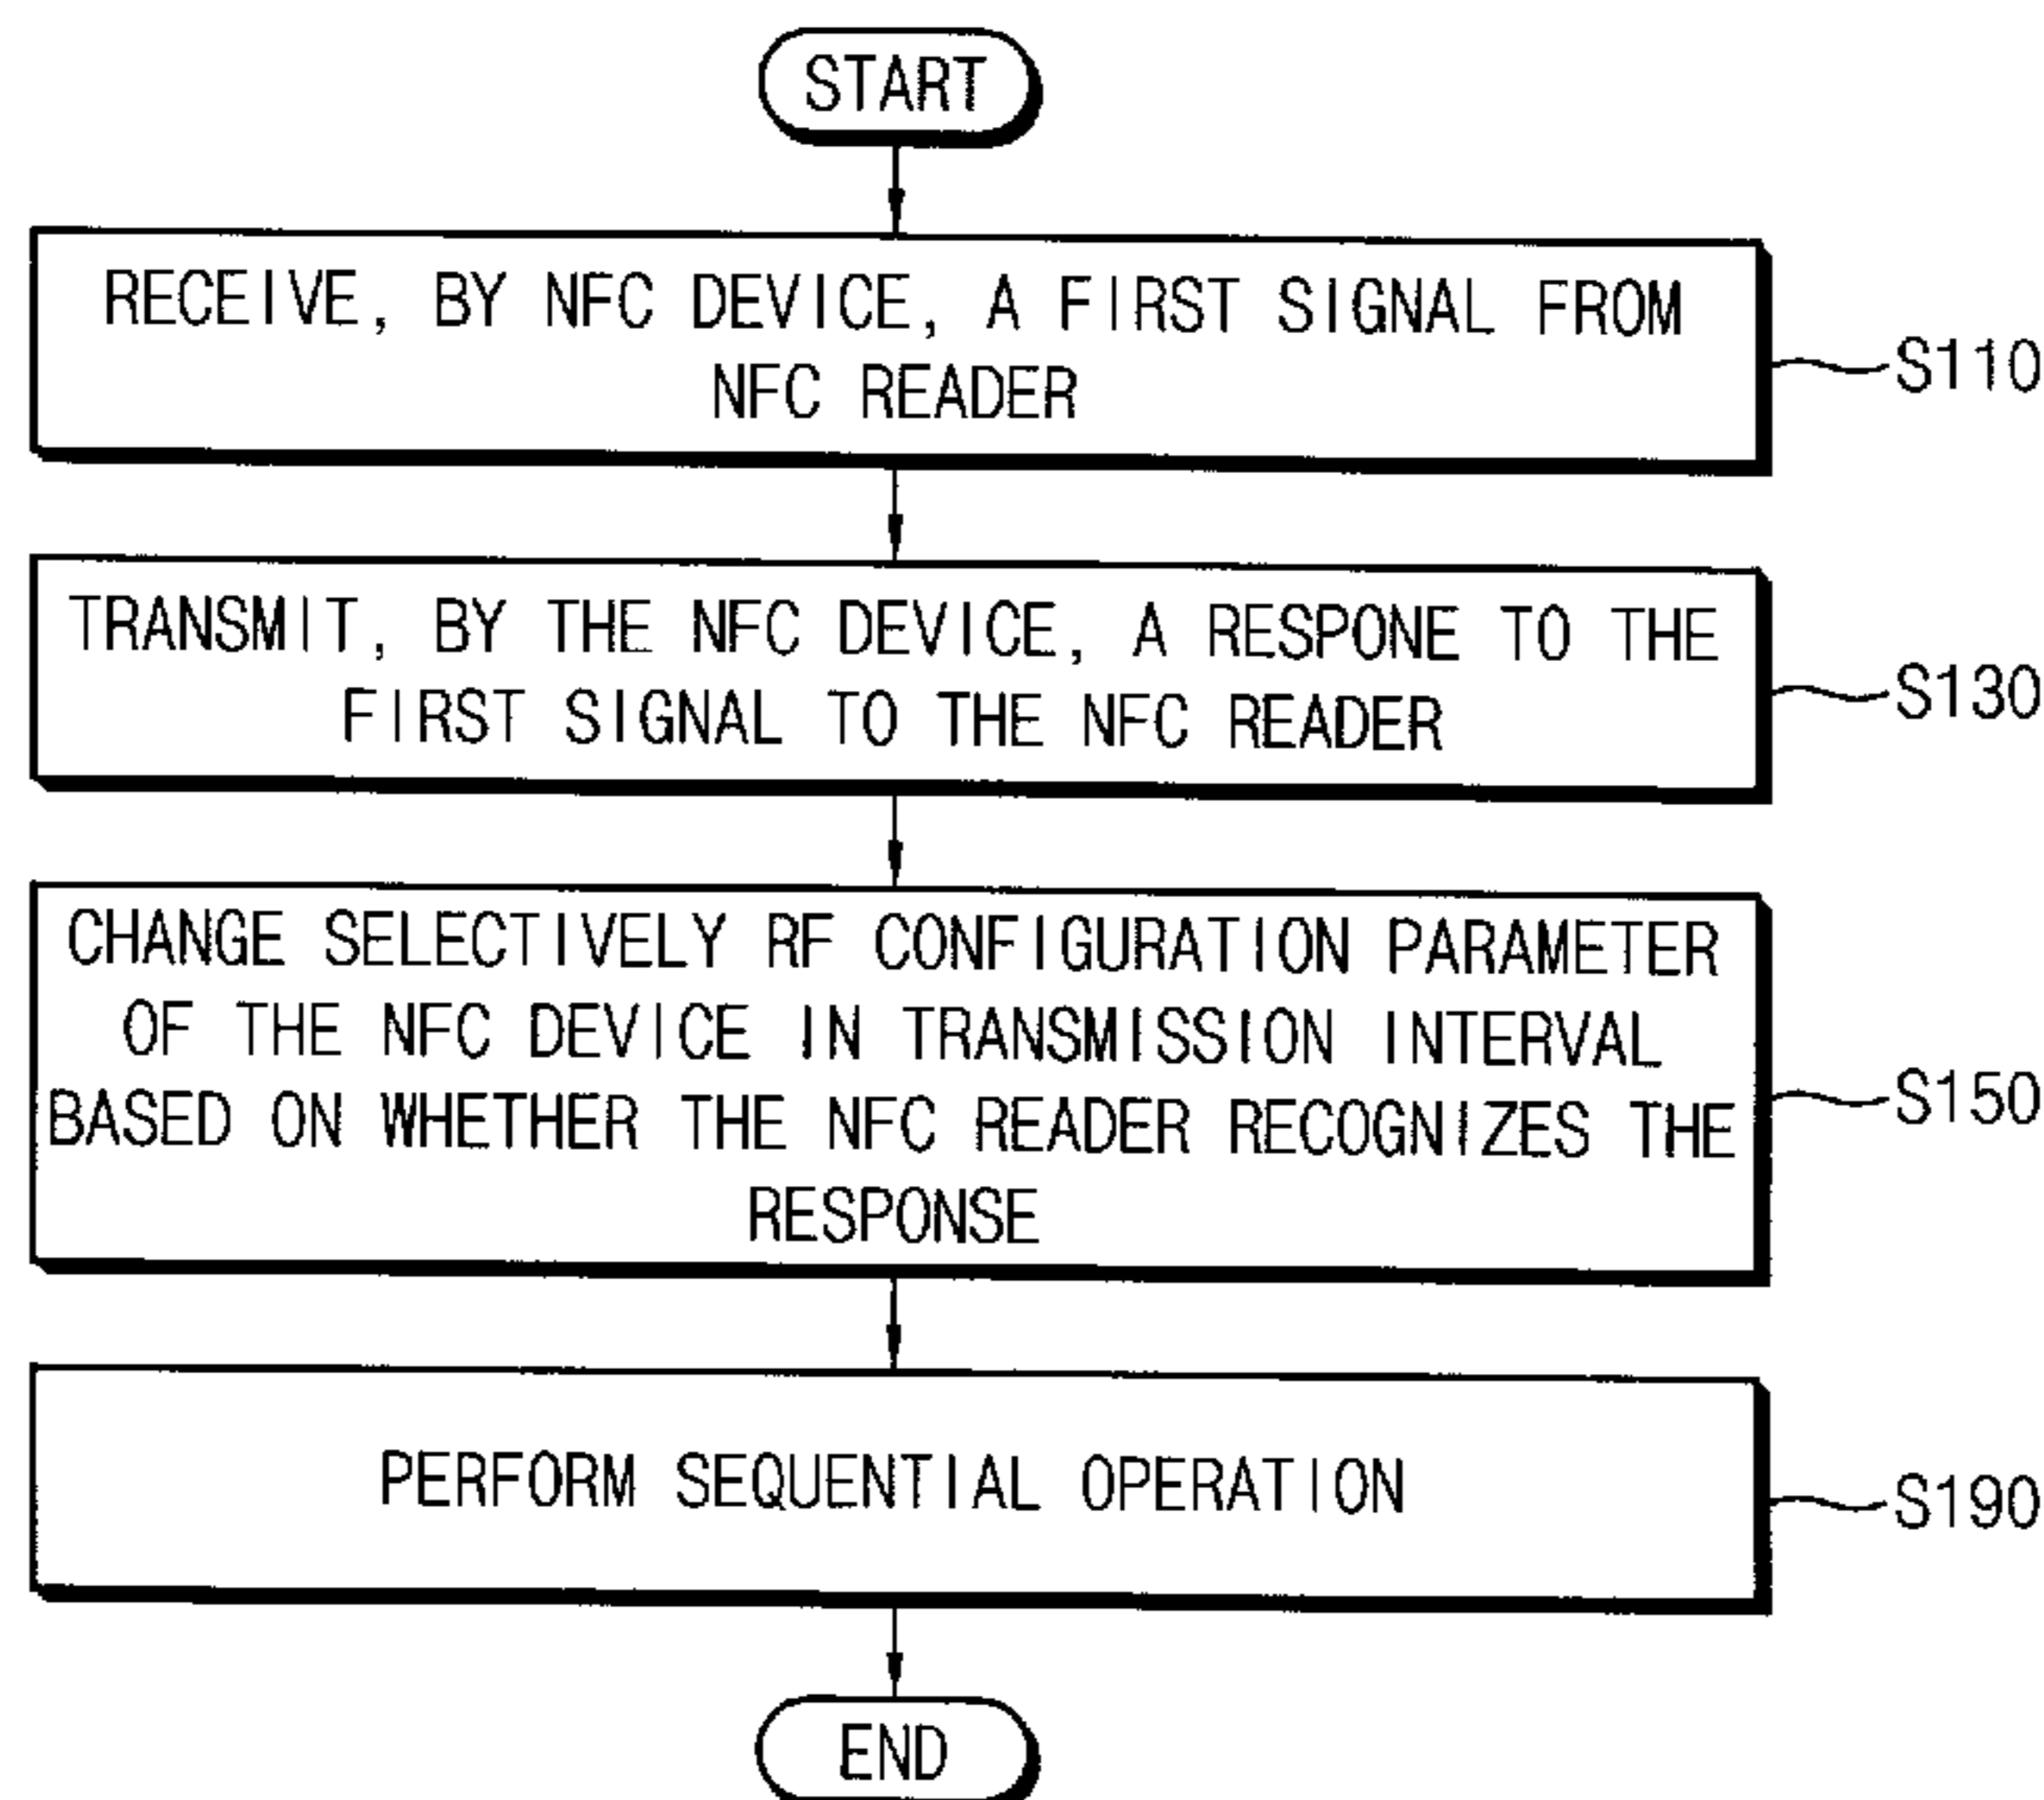 START
RECEIVE, BY NFC DEVICE, A FIRST SIGNAL FROM
NFC READER
S110
TRANSMIT, BY THE NFC DEVICE, A RESPONE TO THE
FIRST SIGNAL TO THE NFC READER
S130
CHANGE SELECTIVELY RF CONFIGURATION PARAMETER
OF THE NFC DEVICE IN TRANSMISSION INTERVAL
BASED ON WHETHER THE NFC READER RECOGNIZES THE
RESPONSE
S150
PERFORM SEQUENTIAL OPERATION
S190
END